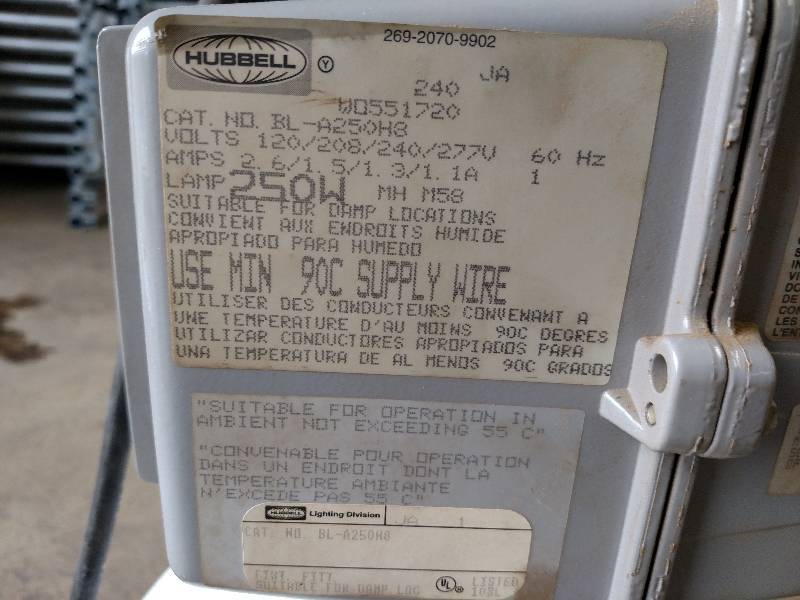 269-2070-9902
HUBBELL
JA
240
W0551720
CAT. NO. BL-A250H8
VOLTS 120/208/240/277V 60 Hz
AMPS 2.6/1.5/1.3/1.1A 1
LAMP 250W MH M58
SUITABLE FOR DAMP LOCATIONS
CONVIENT AUX ENDROITS HUMIDE
APROPIADO PARA HUMEDO
USE MIN 90C SUPPLY WIRE
UTILISER DES CONDUCTEURS CONVENANT A
UNE TEMPERATURE D'AU MOINS 90C DEGRES
UTILIZAR CONDUCTORES APROPIADOS PARA
UNA TEMPERATURA DE AL MENOS 90C GRADOS
"SUITABLE FOR OPERATION IN
AMBIENT NOT EXCEEDING 55 C"
"CONVENABLE POUR OPERATION
DANS UN ENDROIT DONT LA
TEMPERATURE AMBIANTE
N'EXCEDE PAS 55 C"
Lighting Division JA 1
CAT. NO. BL-A250H8
SUITABLE FOR DAMP LOC
UL LISTED